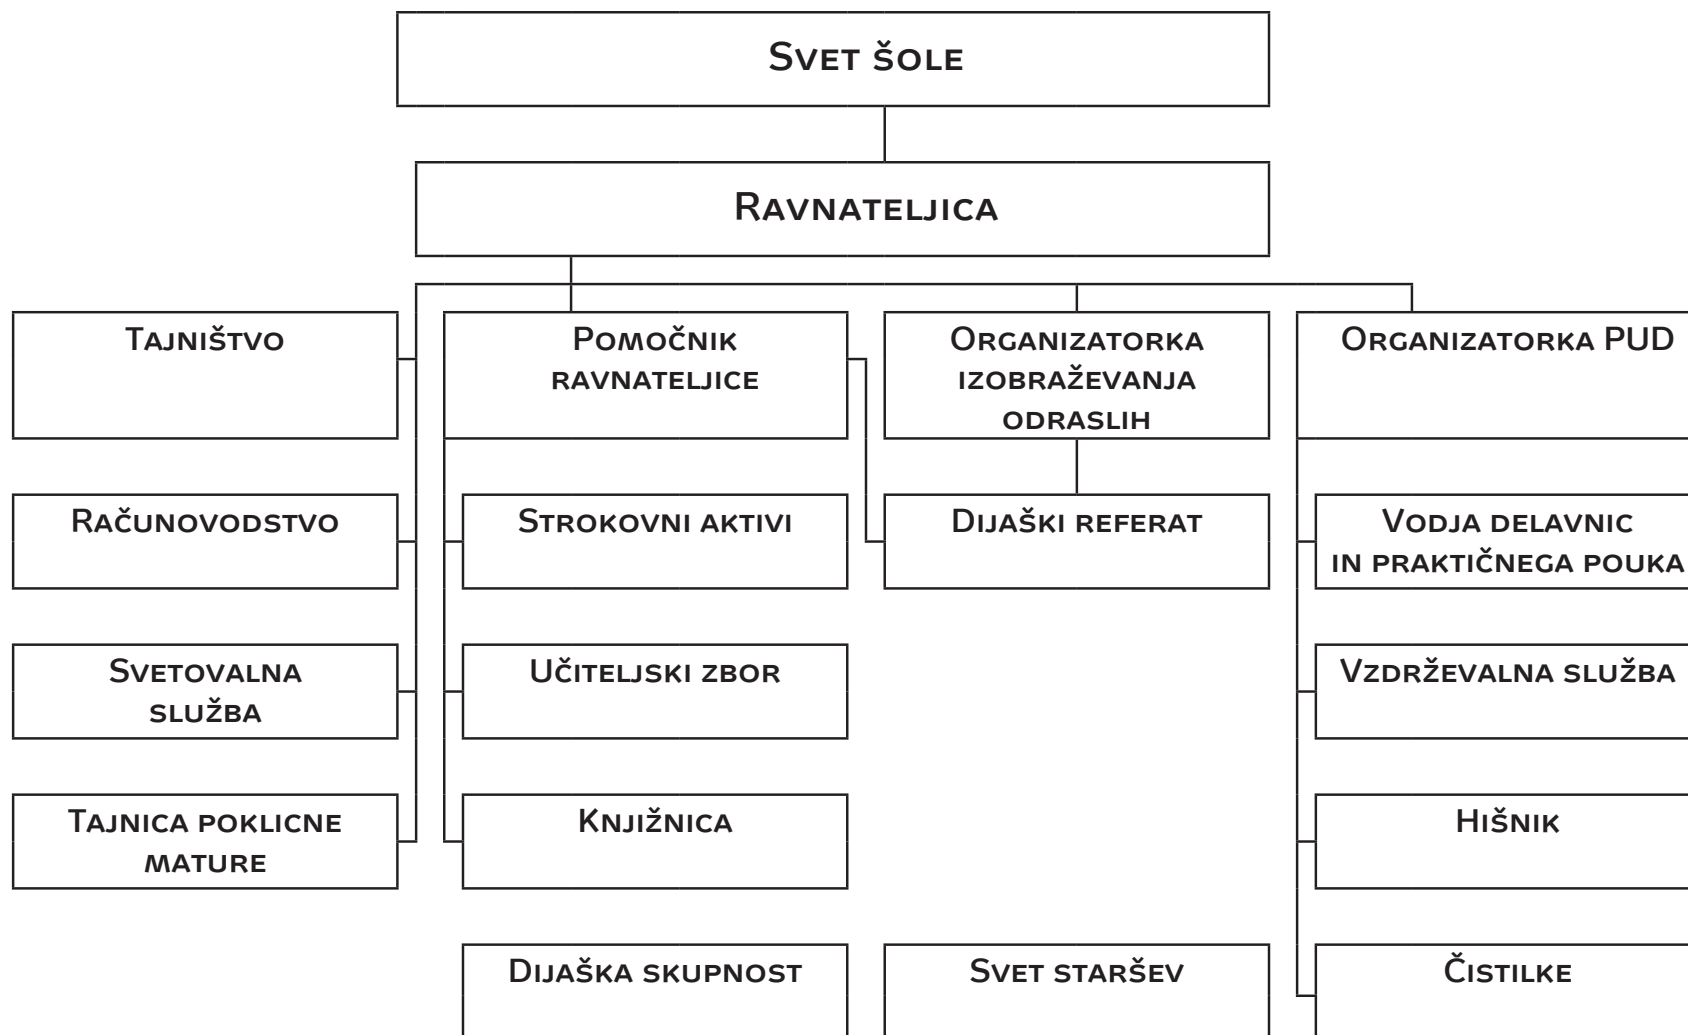 Svet šole
Ravnateljica
Tajništvo
Pomočnik
ravnateljice
Organizatorka
izobraževanja
odraslih
Organizatorka PUD
Računovodstvo
Strokovni aktivi
Dijaški referat
Vodja delavnic
in praktičnega pouka
Svetovalna
služba
Učiteljski zbor
Vzdrževalna služba
Tajnica poklicne
mature
Knjižnica
Hišnik
Dijaška skupnost
Svet staršev
Čistilke